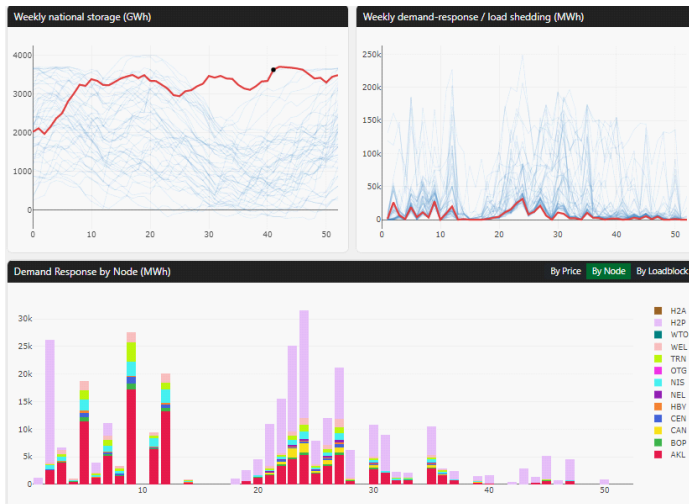 Weekly national storage (GWh)
4000
3000
2000
1000
0
0 10 20 30 40 50
Weekly demand-response / load shedding (MWh)
250k
200k
150k
100k
50k
0
0 10 20 30 40 50
Demand Response by Node (MWh)
By Price By Node By Loadblock
30k
25k
20k
15k
10k
5k
0
10 20 30 40 50
H2A
H2P
WTO
WEL
TRN
OTG
NIS
NEL
HBV
CEN
CAN
BOP
AKL